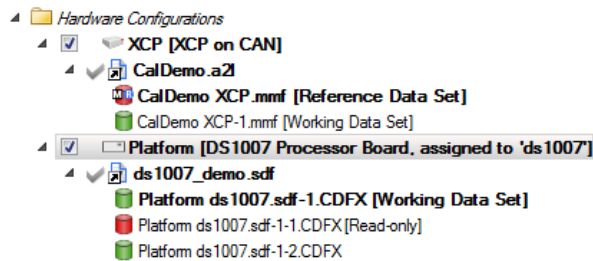 Hardware Configurations
XCP [XCP on CAN]
CalDemo.a2l
MR CalDemo XCP.mmf [Reference Data Set]
CalDemo XCP-1.mmf [Working Data Set]
Platform [DS1007 Processor Board, assigned to 'ds1007']
ds1007_demo.sdf
Platform ds1007.sdf-1.CDFX [Working Data Set]
Platform ds1007.sdf-1-1.CDFX [Read-only]
Platform ds1007.sdf-1-2.CDFX